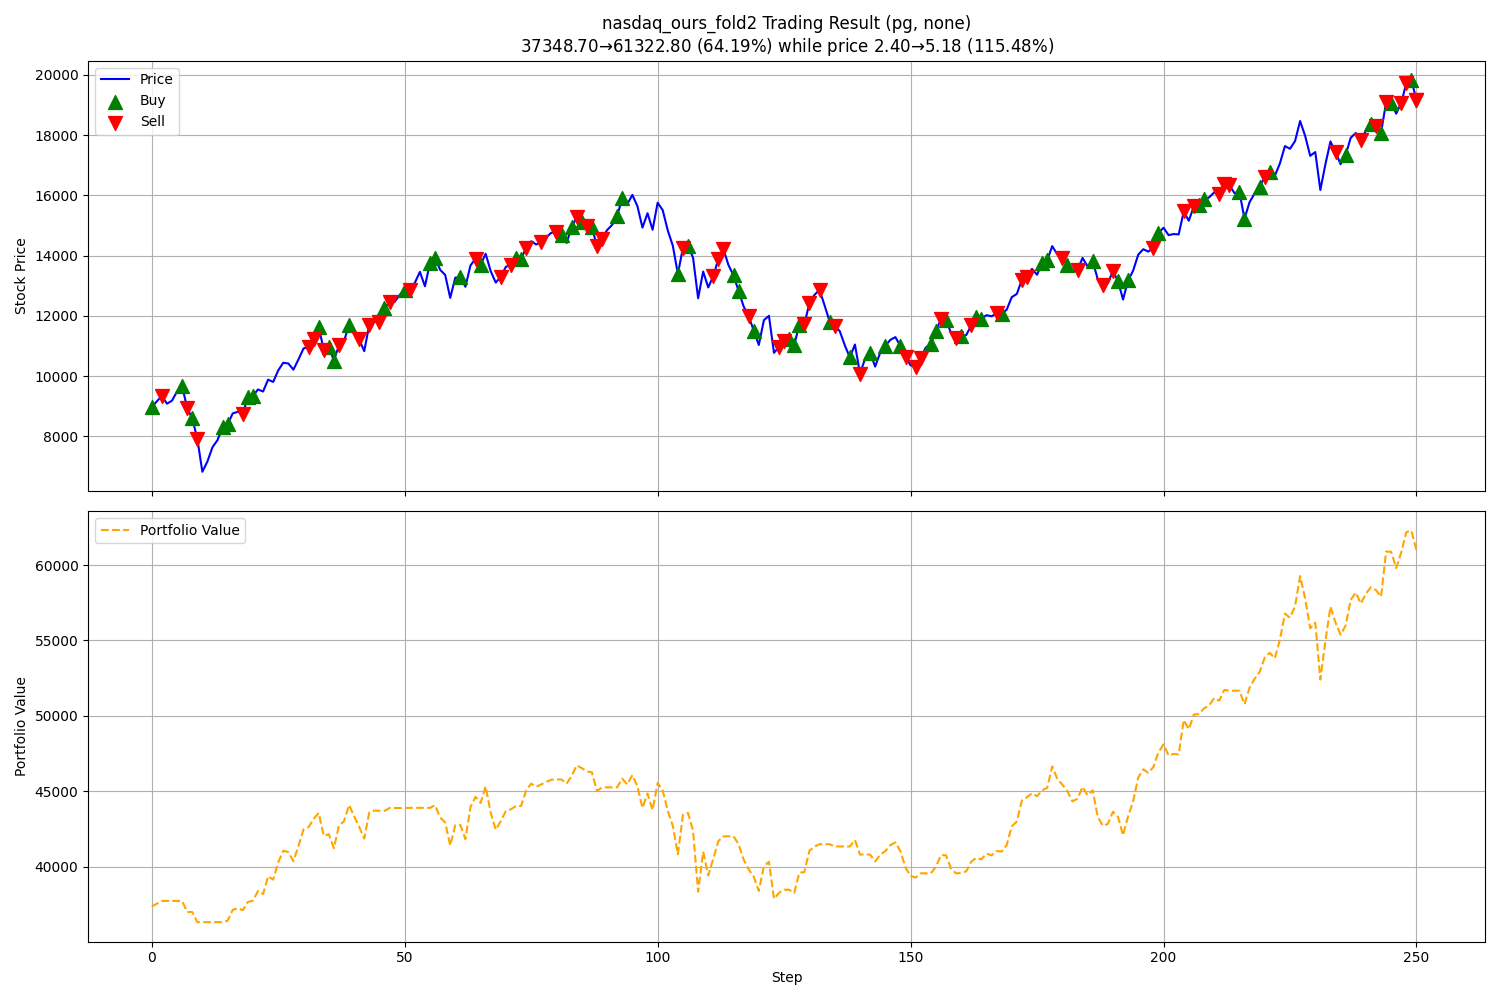 nasdaq_ours_fold2 Trading Result (pg, none)
37348.70→61322.80 (64.19%) while price 2.40→5.18 (115.48%)
20000
18000
16000
14000
12000
10000
8000
Stock Price
Price
Buy
Sell
60000
55000
50000
45000
40000
Portfolio Value
Portfolio Value
0
50
100
150
200
250
Step